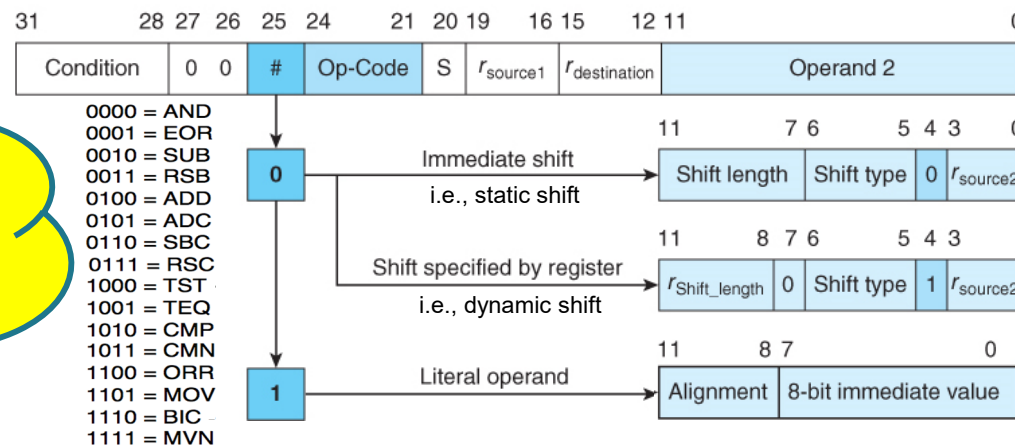 31 28 27 26 25 24 21 20 19 16 15 12 11 0
Condition 0 0 # Op-Code S rsource1 rdestination Operand 2
0000 = AND
0001 = EOR
0010 = SUB
0011 = RSB
0100 = ADD
0101 = ADC
0110 = SBC
0111 = RSC
1000 = TST
1001 = TEQ
1010 = CMP
1011 = CMN
1100 = ORR
1101 = MOV
1110 = BIC
1111 = MVN
11 7 6 5 4 3 0
0 Immediate shift Shift length Shift type 0 rsource2
i.e., static shift
11 8 7 6 5 4 3
Shift specified by register rShift_length 0 Shift type 1 rsource2
i.e., dynamic shift
11 8 7 0
1 Literal operand Alignment 8-bit immediate value